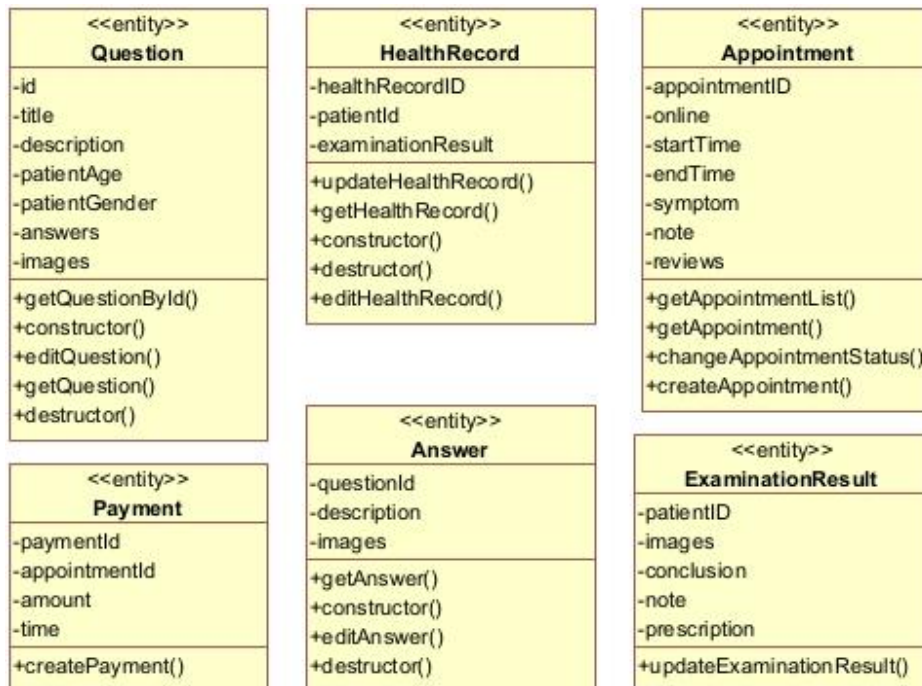 <<entity>>
Question
-id
-title
-description
-patientAge
-patientGender
-answers
-images
+getQuestionById()
+constructor()
+editQuestion()
+getQuestion()
+destructor()
<<entity>>
HealthRecord
-healthRecordID
-patientId
-examinationResult
+updateHealthRecord()
+getHealthRecord()
+constructor()
+destructor()
+editHealthRecord()
<<entity>>
Appointment
-appointmentID
-online
-startTime
-endTime
-symptom
-note
-reviews
+getAppointmentList()
+getAppointment()
+changeAppointmentStatus()
+createAppointment()
<<entity>>
Payment
-paymentId
-appointmentId
-amount
-time
+createPayment()
<<entity>>
Answer
-questionId
-description
-images
+getAnswer()
+constructor()
+editAnswer()
+destructor()
<<entity>>
ExaminationResult
-patientID
-images
-conclusion
-note
-prescription
+updateExaminationResult()